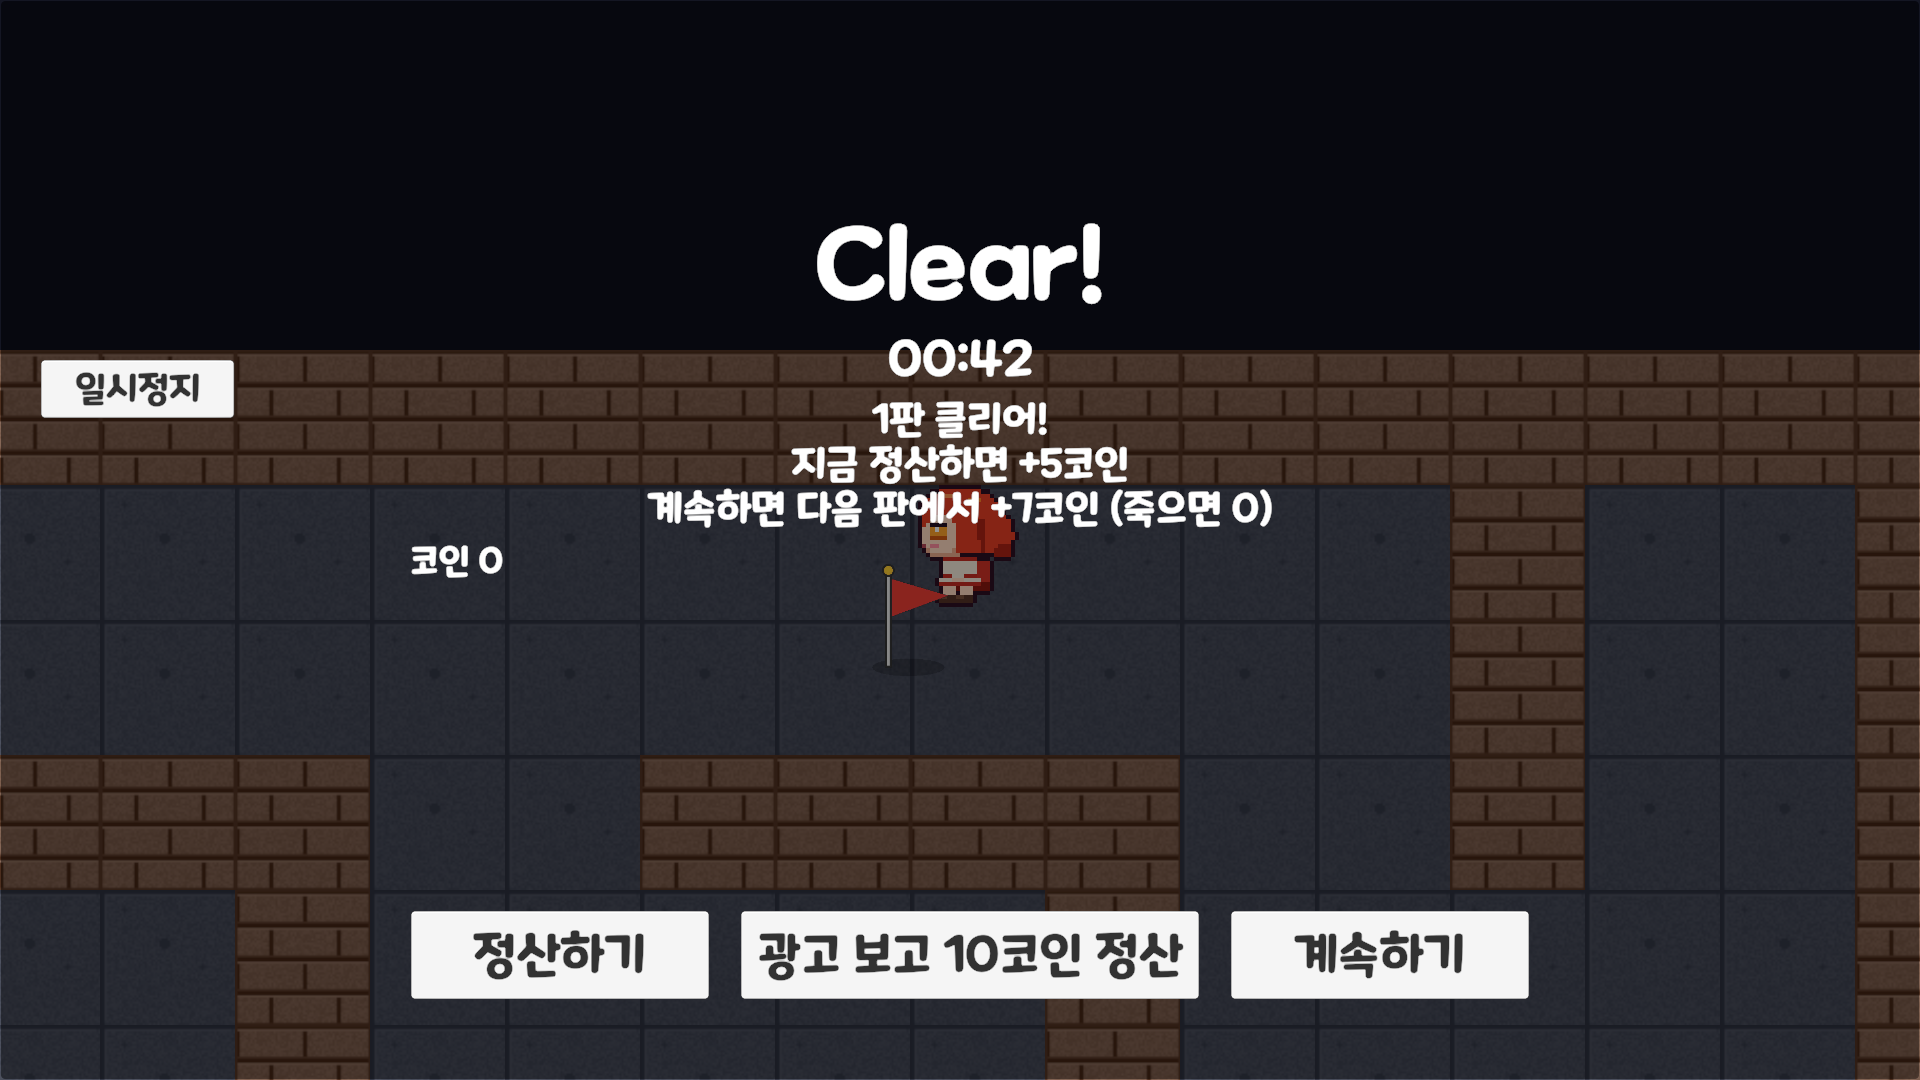 Clear!
00:42
일시정지
1판 클리어!
지금 정산하면 +5코인
계속하면 다음 판에서 +7코인 (죽으면 0)
코인 0
정산하기
광고 보고 10코인 정산
계속하기